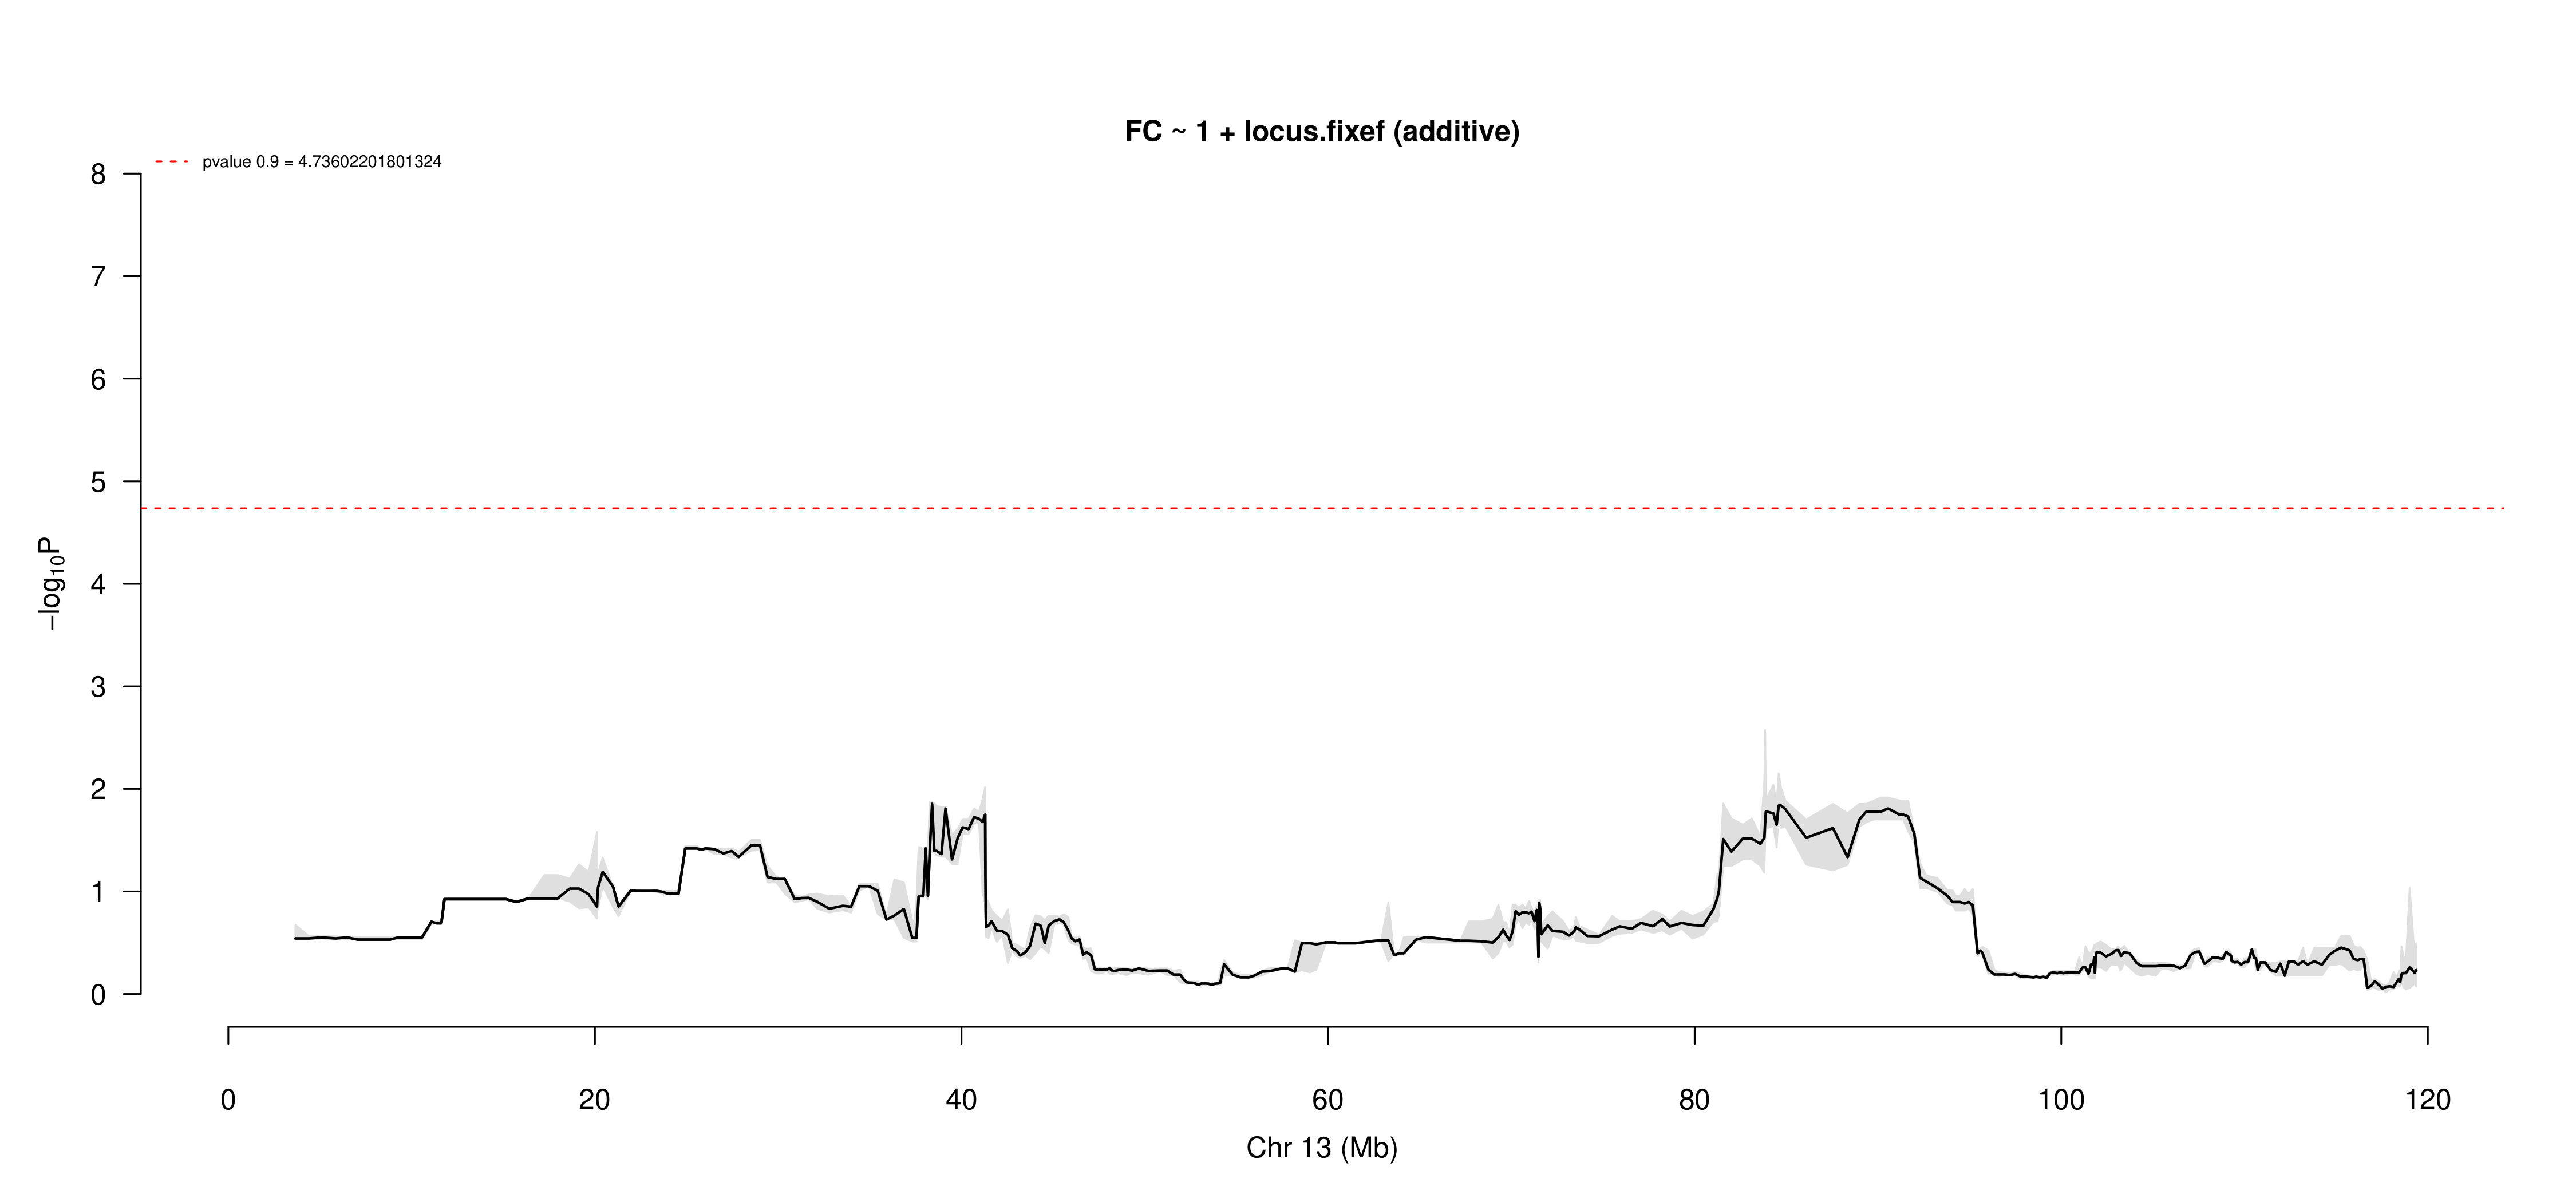 FC ~ 1 + locus.fixef (additive)
pvalue 0.9 = 4.73602201801324
8
7
6
5
4
3
2
1
0
−log10P
0 20 40 60 80 100 120
Chr 13 (Mb)